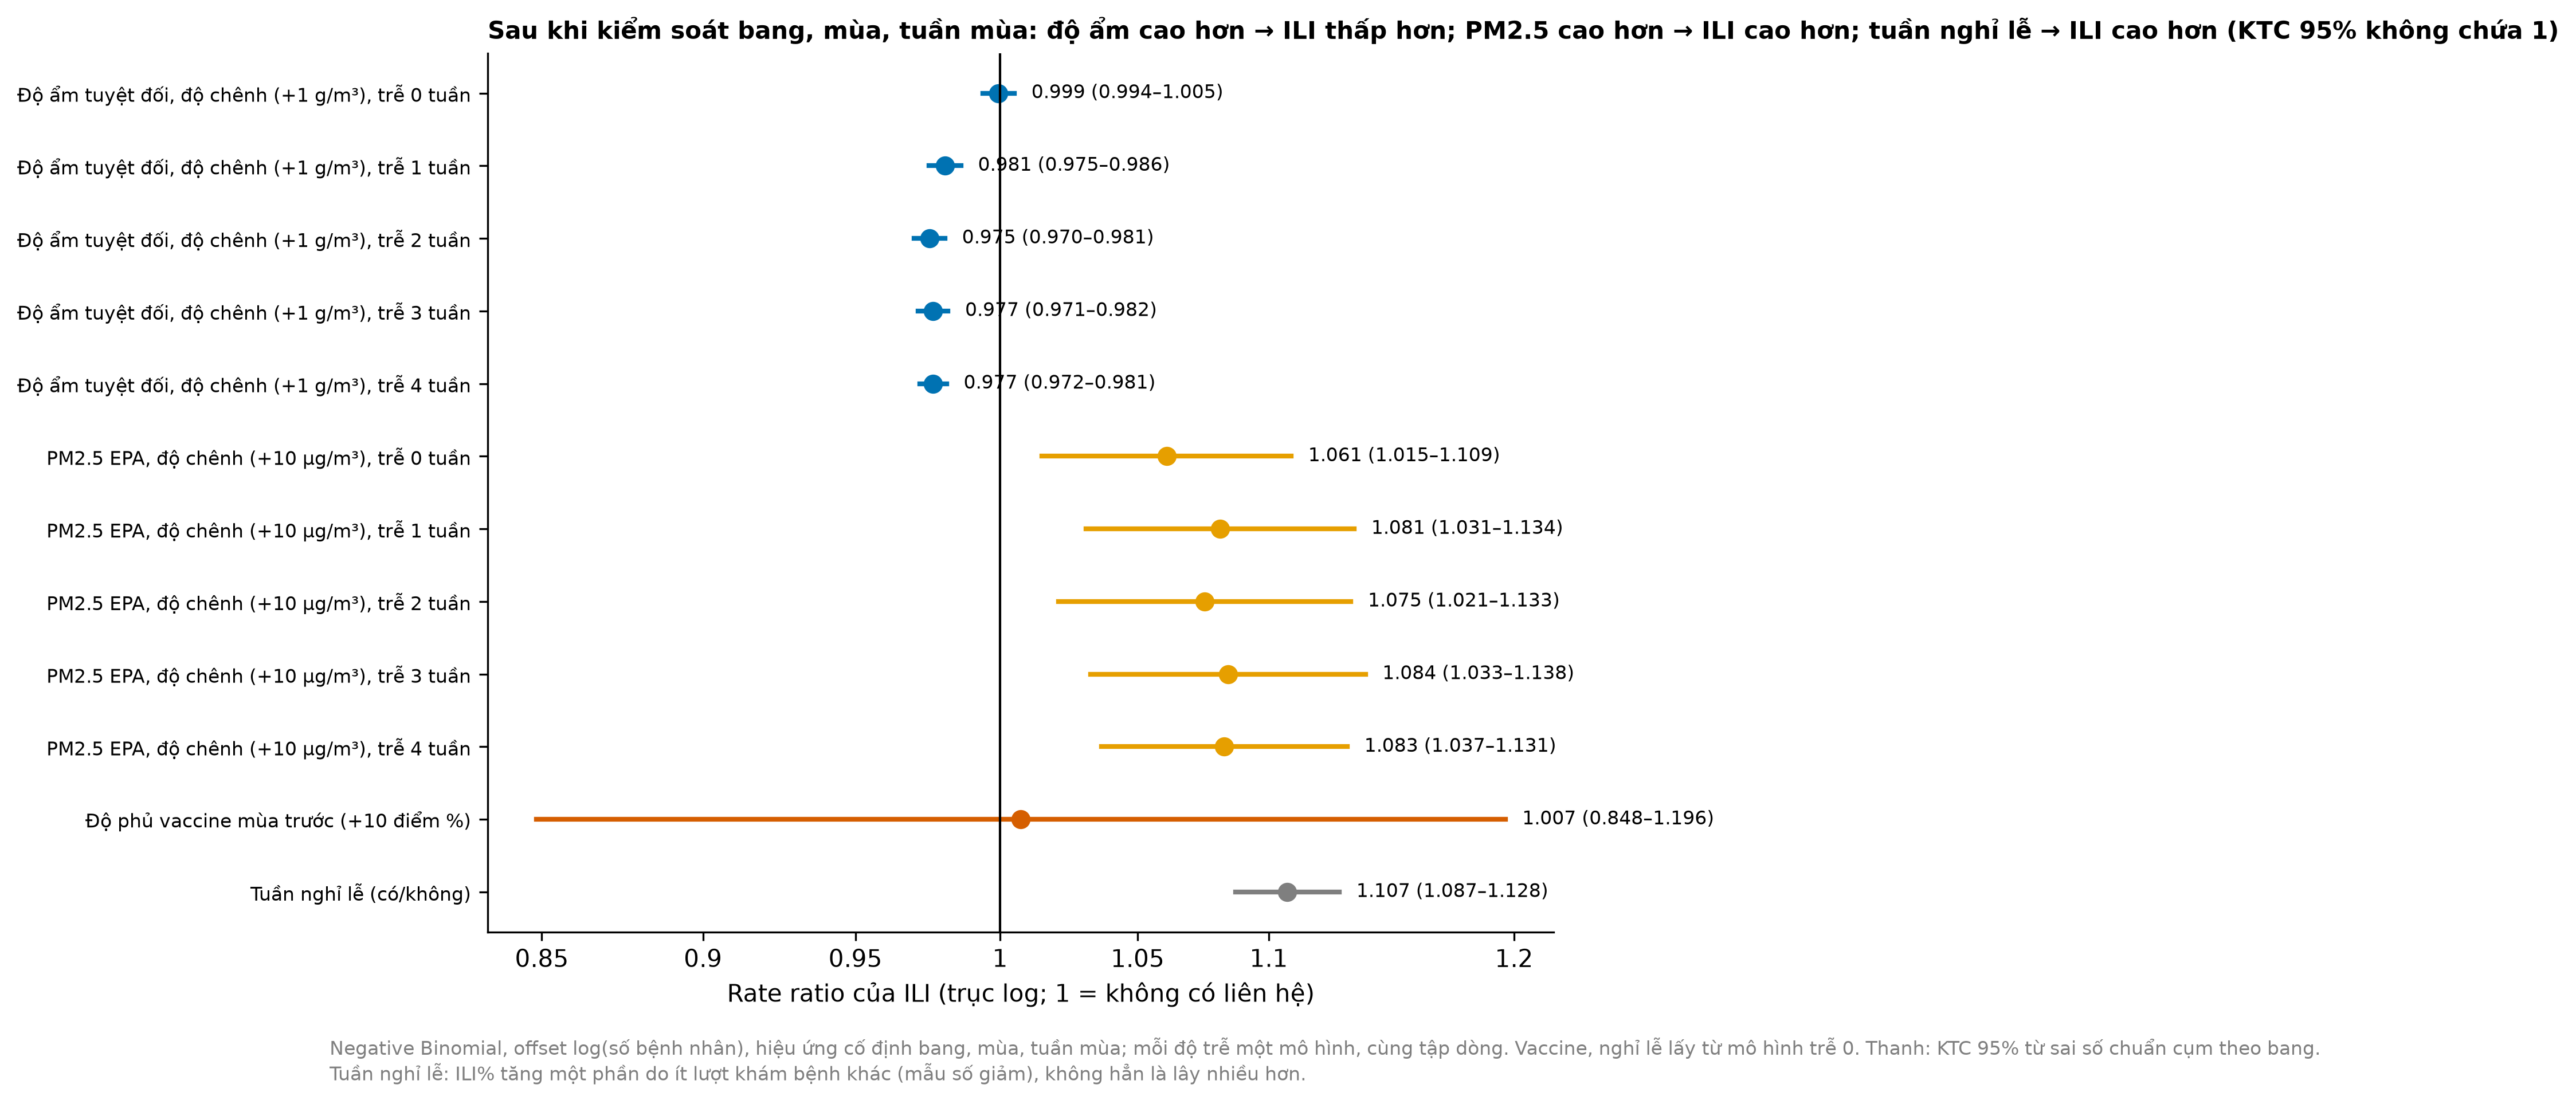 Sau khi kiểm soát bang, mùa, tuần mùa: độ ẩm cao hơn → ILI thấp hơn; PM2.5 cao hơn → ILI cao hơn; tuần nghỉ lễ → ILI cao hơn (KTC 95% không chứa 1)
Độ ẩm tuyệt đối, độ chênh (+1 g/m³), trễ 0 tuần 0.999 (0.994–1.005)
Độ ẩm tuyệt đối, độ chênh (+1 g/m³), trễ 1 tuần 0.981 (0.975–0.986)
Độ ẩm tuyệt đối, độ chênh (+1 g/m³), trễ 2 tuần 0.975 (0.970–0.981)
Độ ẩm tuyệt đối, độ chênh (+1 g/m³), trễ 3 tuần 0.977 (0.971–0.982)
Độ ẩm tuyệt đối, độ chênh (+1 g/m³), trễ 4 tuần 0.977 (0.972–0.981)
PM2.5 EPA, độ chênh (+10 µg/m³), trễ 0 tuần 1.061 (1.015–1.109)
PM2.5 EPA, độ chênh (+10 µg/m³), trễ 1 tuần 1.081 (1.031–1.134)
PM2.5 EPA, độ chênh (+10 µg/m³), trễ 2 tuần 1.075 (1.021–1.133)
PM2.5 EPA, độ chênh (+10 µg/m³), trễ 3 tuần 1.084 (1.033–1.138)
PM2.5 EPA, độ chênh (+10 µg/m³), trễ 4 tuần 1.083 (1.037–1.131)
Độ phủ vaccine mùa trước (+10 điểm %) 1.007 (0.848–1.196)
Tuần nghỉ lễ (có/không) 1.107 (1.087–1.128)
0.85 0.9 0.95 1 1.05 1.1 1.2
Rate ratio của ILI (trục log; 1 = không có liên hệ)
Negative Binomial, offset log(số bệnh nhân), hiệu ứng cố định bang, mùa, tuần mùa; mỗi độ trễ một mô hình, cùng tập dòng. Vaccine, nghỉ lễ lấy từ mô hình trễ 0. Thanh: KTC 95% từ sai số chuẩn cụm theo bang.
Tuần nghỉ lễ: ILI% tăng một phần do ít lượt khám bệnh khác (mẫu số giảm), không hẳn là lây nhiều hơn.